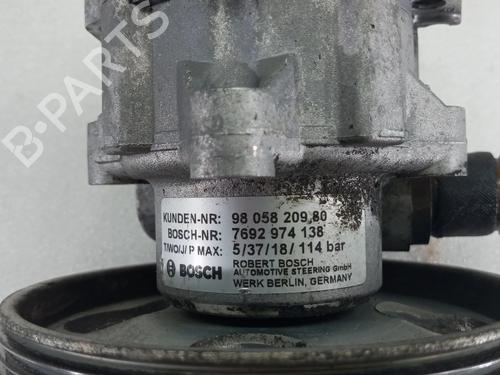 B-PARTS
KUNDEN-NR: 98 058 209 80
BOSCH-NR: 7692 974 138
T/WO/J/P MAX: 5/37/18/114 bar
BOSCH
ROBERT BOSCH
AUTOMOTIVE STEERING GmbH
WERK BERLIN, GERMANY